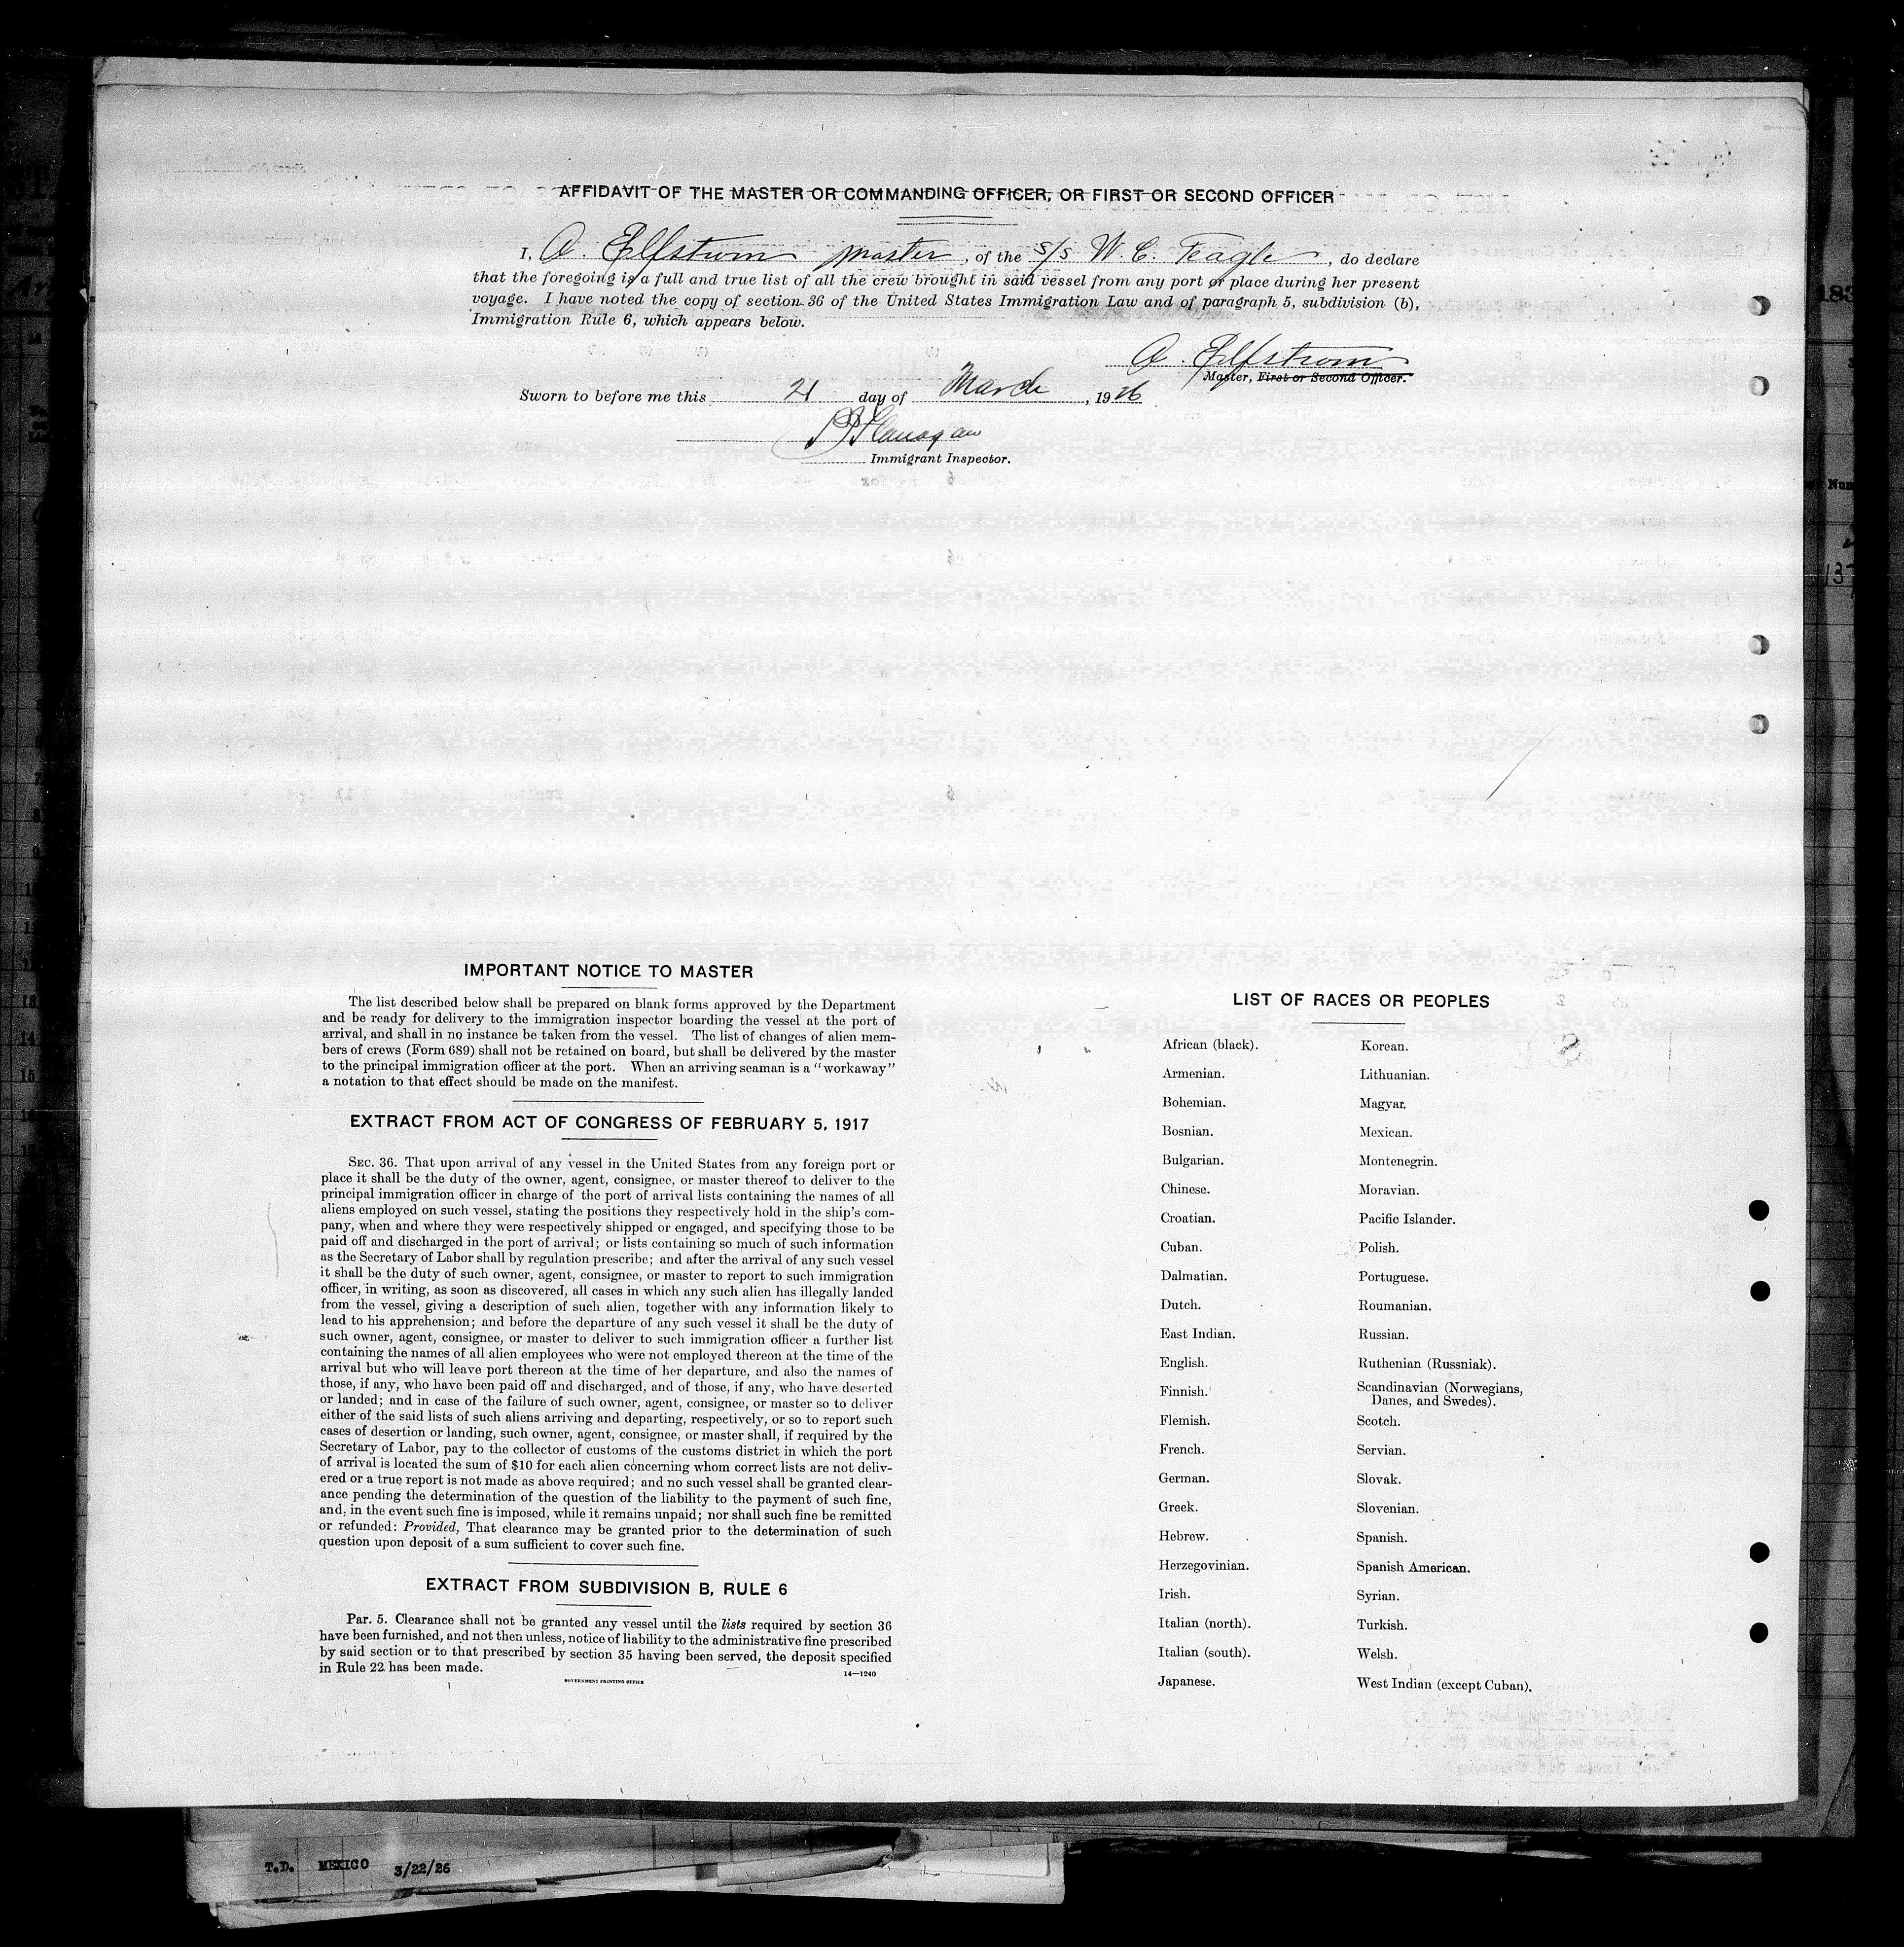 AFFIDAVIT OF THE MASTER OR COMMANDING OFFICER, OR FIRST OR SECOND OFFICER
I, A. Elfstrom master, of the s/s W. C. Teagle, do declare
that the foregoing is a full and true list of all the crew brought in said vessel from any port or place during her present
voyage. I have noted the copy of section 36 of the United States Immigration Law and of paragraph 5, subdivision (b),
Immigration Rule 6, which appears below.
A. Elfstrom
Master, First or Second Officer.
Sworn to before me this 21 day of March, 1926
Flanagan
Immigrant Inspector.
IMPORTANT NOTICE TO MASTER
The list described below shall be prepared on blank forms approved by the Department
and be ready for delivery to the immigration inspector boarding the vessel at the port of
arrival, and shall in no instance be taken from the vessel. The list of changes of alien mem-
bers of crews (Form 689) shall not be retained on board, but shall be delivered by the master
to the principal immigration officer at the port. When an arriving seaman is a "workaway"
a notation to that effect should be made on the manifest.
EXTRACT FROM ACT OF CONGRESS OF FEBRUARY 5, 1917
SEC. 36. That upon arrival of any vessel in the United States from any foreign port or
place it shall be the duty of the owner, agent, consignee, or master thereof to deliver to the
principal immigration officer in charge of the port of arrival lists containing the names of all
aliens employed on such vessel, stating the positions they respectively hold in the ship's com-
pany, when and where they were respectively shipped or engaged, and specifying those to be
paid off and discharged in the port of arrival; or lists containing so much of such information
as the Secretary of Labor shall by regulation prescribe; and after the arrival of any such vessel
it shall be the duty of such owner, agent, consignee, or master to report to such immigration
officer, in writing, as soon as discovered, all cases in which any such alien has illegally landed
from the vessel, giving a description of such alien, together with any information likely to
lead to his apprehension; and before the departure of any such vessel it shall be the duty of
such owner, agent, consignee, or master to deliver to such immigration officer a further list
containing the names of all alien employees who were not employed thereon at the time of the
arrival but who will leave port thereon at the time of her departure, and also the names of
those, if any, who have been paid off and discharged, and of those, if any, who have deserted
or landed; and in case of the failure of such owner, agent, consignee, or master so to deliver
either of the said lists of such aliens arriving and departing, respectively, or so to report such
cases of desertion or landing, such owner, agent, consignee, or master shall, if required by the
Secretary of Labor, pay to the collector of customs of the customs district in which the port
of arrival is located the sum of $10 for each alien concerning whom correct lists are not deliv-
ered or a true report is not made as above required; and no such vessel shall be granted clear-
ance pending the determination of the question of the liability to the payment of such fine,
and, in the event such fine is imposed, while it remains unpaid; nor shall such fine be remitted
or refunded: Provided, That clearance may be granted prior to the determination of such
question upon deposit of a sum sufficient to cover such fine.
EXTRACT FROM SUBDIVISION B, RULE 6
Par. 5. Clearance shall not be granted any vessel until the lists required by section 36
have been furnished, and not then unless, notice of liability to the administrative fine prescribed
by said section or to that prescribed by section 35 having been served, the deposit specified
in Rule 22 has been made.
14—1240
GOVERNMENT PRINTING OFFICE
LIST OF RACES OR PEOPLES
African (black).
Armenian.
Bohemian.
Bosnian.
Bulgarian.
Chinese.
Croatian.
Cuban.
Dalmatian.
Dutch.
East Indian.
English.
Finnish.
Flemish.
French.
German.
Greek.
Hebrew.
Herzegovinian.
Irish.
Italian (north).
Italian (south).
Japanese.
Korean.
Lithuanian.
Magyar.
Mexican.
Montenegrin.
Moravian.
Pacific Islander.
Polish.
Portuguese.
Roumanian.
Russian.
Ruthenian (Russniak).
Scandinavian (Norwegians,
Danes, and Swedes).
Scotch.
Servian.
Slovak.
Slovenian.
Spanish.
Spanish American.
Syrian.
Turkish.
Welsh.
West Indian (except Cuban).
T.D. MEXICO 3/22/26